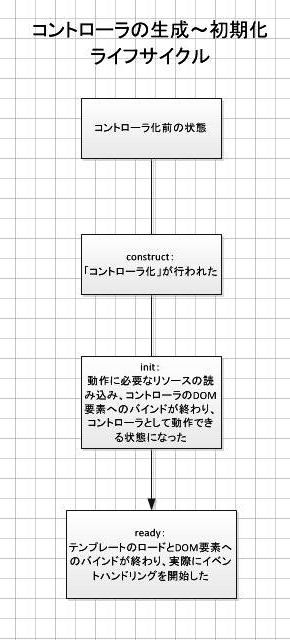 コントローラの生成～初期化
ライフサイクル
コントローラ化前の状態
construct：
「コントローラ化」が行われた
init：
動作に必要なリソースの読
み込み、コントローラのDOM
要素へのバインドが終わり、
コントローラとして動作でき
る状態になった
ready：
テンプレートのロードとDOM要素へ
のバインドが終わり、実際にイベン
トハンドリングを開始した